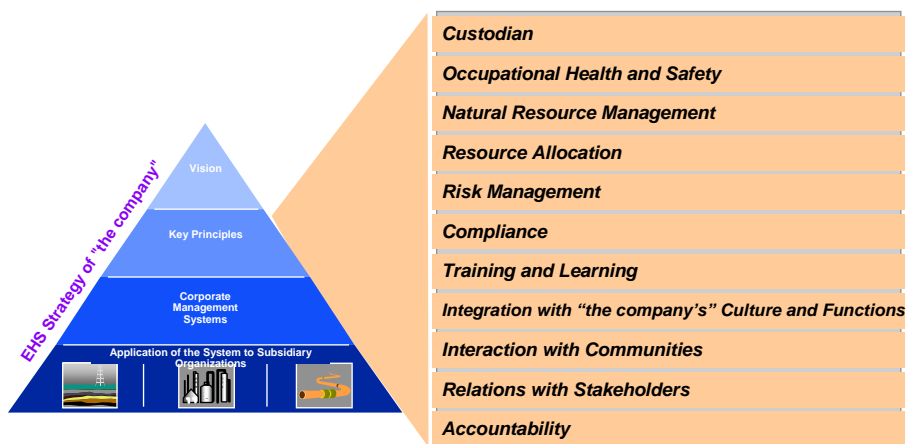 EHS Strategy of "the company"
Vision
Key Principles
Corporate
Management
Systems
Application of the System to Subsidiary
Organizations
Custodian
Occupational Health and Safety
Natural Resource Management
Resource Allocation
Risk Management
Compliance
Training and Learning
Integration with “the company’s” Culture and Functions
Interaction with Communities
Relations with Stakeholders
Accountability